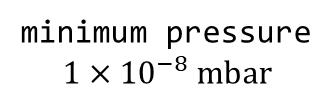 minimum pressure
1 × 10⁻⁸ mbar